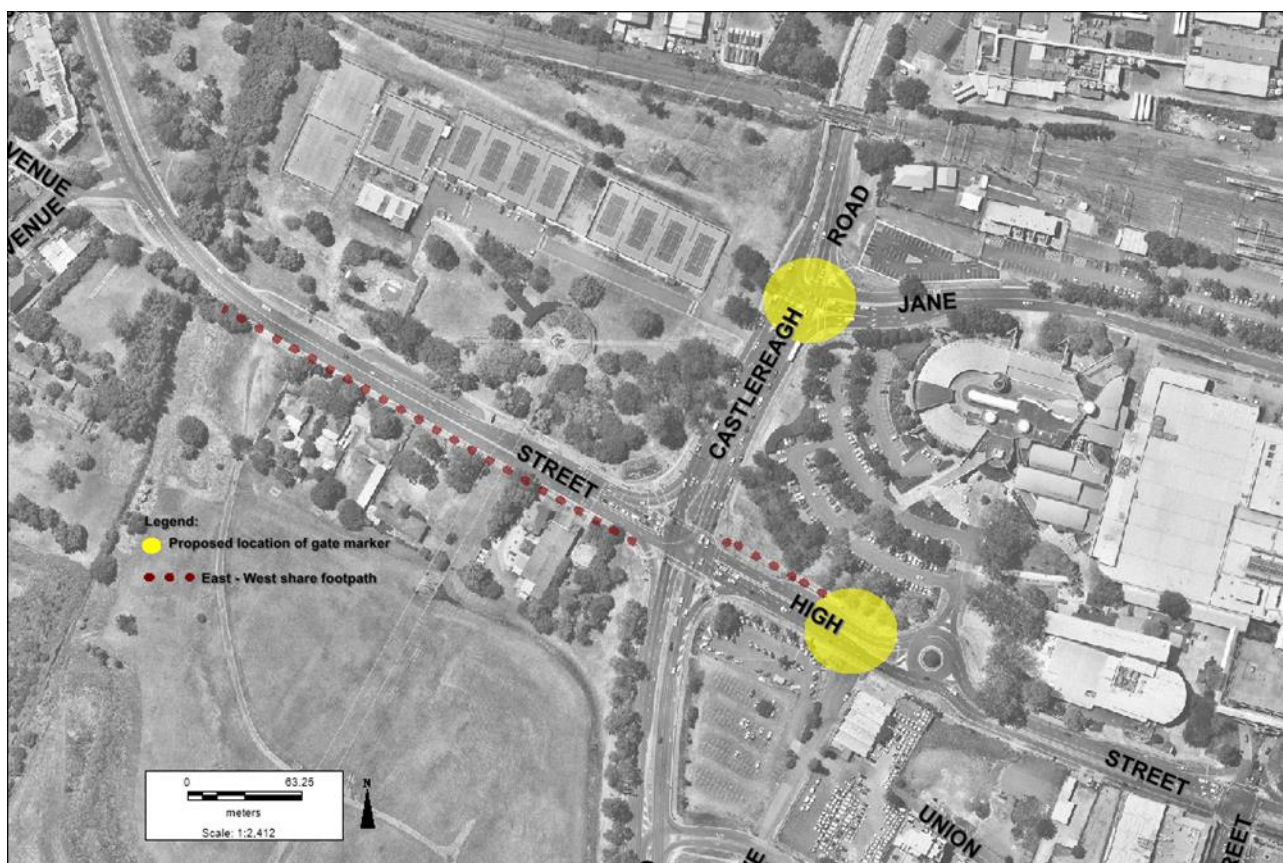 VENUE
VENUE
ROAD
JANE
CASTLEREAGH
STREET
Legend:
Proposed location of gate marker
East - West share footpath
HIGH
STREET
UNION
REET
0 63.25
meters
Scale: 1:2,412
N